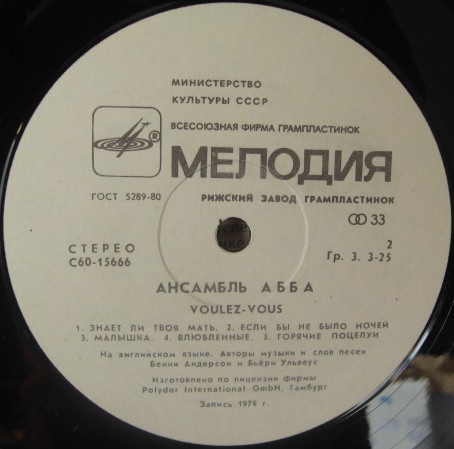 МИНИСТЕРСТВО
КУЛЬТУРЫ СССР
ВСЕСОЮЗНАЯ ФИРМА ГРАМПЛАСТИНОК
®
МЕЛОДИЯ
ГОСТ 5289-80 РИЖСКИЙ ЗАВОД ГРАМПЛАСТИНОК
СТЕРЕО
33
2
С60-15666
Гр. 3. 3-25
АНСАМБЛЬ АББА
VOULEZ-VOUS
1. ЗНАЕТ ЛИ ТВОЯ МАТЬ. 2. ЕСЛИ БЫ НЕ БЫЛО НОЧЕЙ
3. МАЛЫШКА. 4. ВЛЮБЛЕННЫЕ. 5. ГОРЯЧИЕ ПОЦЕЛУИ
На английском языке. Авторы музыки и слов песен
Бенни Андерсон и Бьёрн Ульвеус
Изготовлено по лицензии фирмы
Polydor International GmbH, Гамбург
Запись 1979 г.